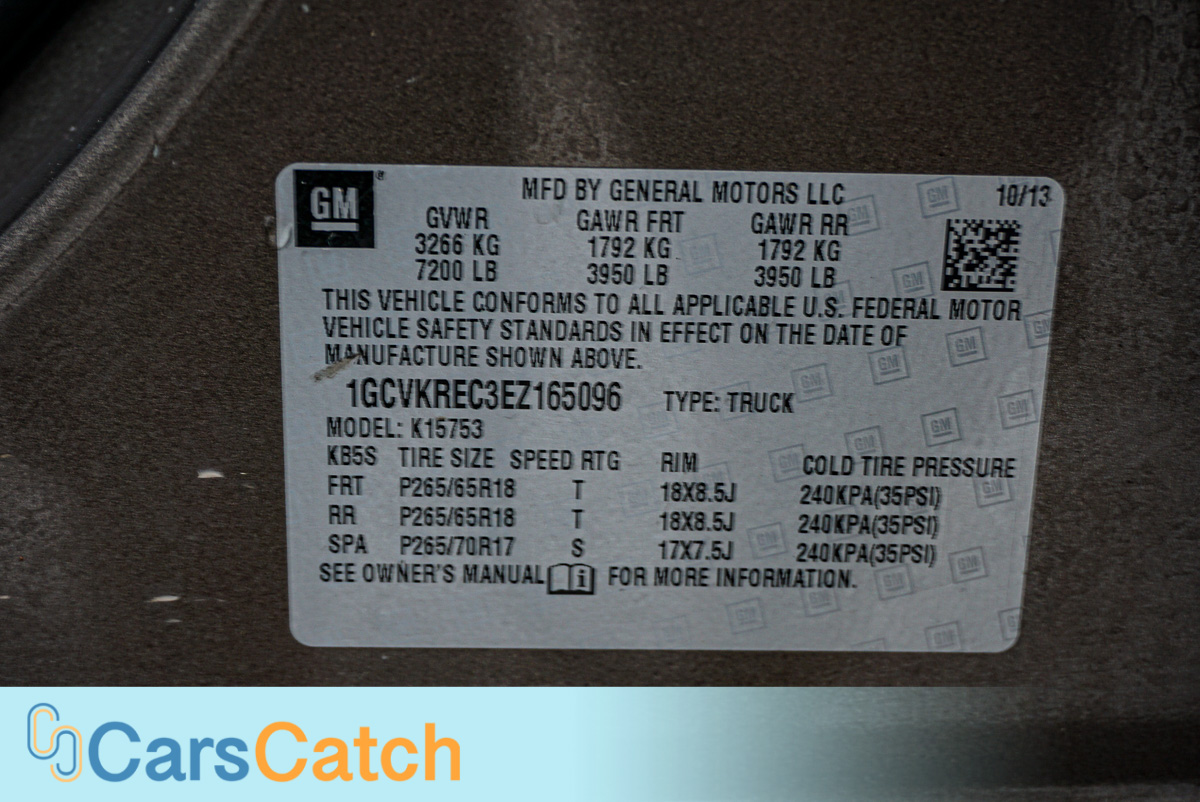 GM MFD BY GENERAL MOTORS LLC 10/13
GVWR GAWR FRT GAWR RR
3266 KG 1792 KG 1792 KG
7200 LB 3950 LB 3950 LB
THIS VEHICLE CONFORMS TO ALL APPLICABLE U.S. FEDERAL MOTOR
VEHICLE SAFETY STANDARDS IN EFFECT ON THE DATE OF
MANUFACTURE SHOWN ABOVE.
1GCVKREC3EZ165096 TYPE: TRUCK
MODEL: K15753
KB5S TIRE SIZE SPEED RTG RIM COLD TIRE PRESSURE
FRT P265/65R18 T 18X8.5J 240KPA(35PSI)
RR P265/65R18 T 18X8.5J 240KPA(35PSI)
SPA P265/70R17 S 17X7.5J 240KPA(35PSI)
SEE OWNER'S MANUAL i FOR MORE INFORMATION.
CarsCatch